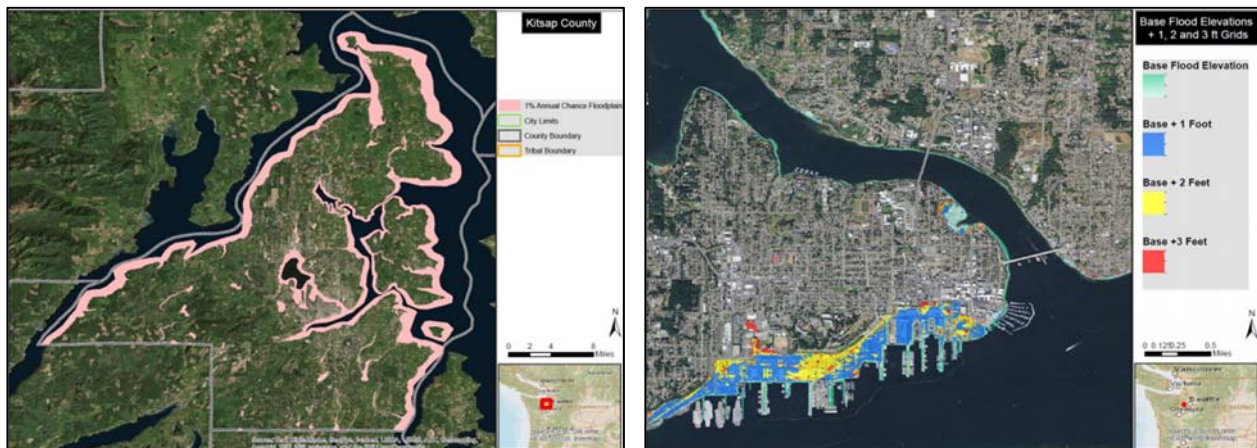 Kitsap County
1% Annual Chance Floodplain
City Limits
County Boundary
Tribal Boundary
N
0 2 4 8
Miles
Base Flood Elevations
+ 1, 2 and 3 ft Grids
Base Flood Elevation
Base + 1 Foot
Base + 2 Feet
Base +3 Feet
N
0 0.125 0.25 0.5
Miles
Vancouver
Victoria
Seattle